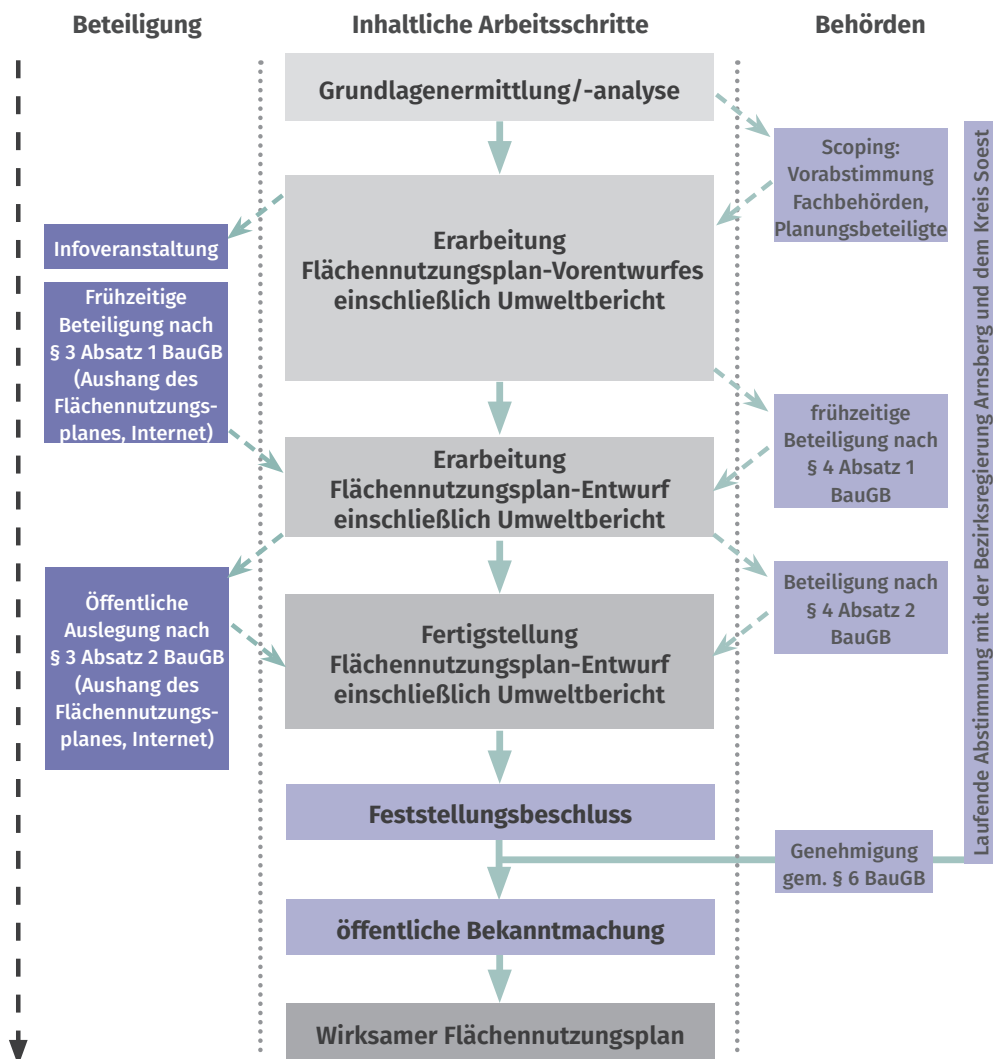 Beteiligung
Inhaltliche Arbeitsschritte
Behörden
Grundlagenermittlung/-analyse
Scoping:
Vorabstimmung
Fachbehörden,
Planungsbeteiligte
Infoveranstaltung
Erarbeitung
Flächennutzungsplan-Vorentwurfes
einschließlich Umweltbericht
Frühzeitige
Beteiligung nach
§ 3 Absatz 1 BauGB
(Aushang des
Flächennutzungs-
planes, Internet)
frühzeitige
Beteiligung nach
§ 4 Absatz 1
BauGB
Erarbeitung
Flächennutzungsplan-Entwurf
einschließlich Umweltbericht
Öffentliche
Auslegung nach
§ 3 Absatz 2 BauGB
(Aushang des
Flächennutzungs-
planes, Internet)
Beteiligung nach
§ 4 Absatz 2
BauGB
Fertigstellung
Flächennutzungsplan-Entwurf
einschließlich Umweltbericht
Feststellungsbeschluss
Genehmigung
gem. § 6 BauGB
öffentliche Bekanntmachung
Wirksamer Flächennutzungsplan
Laufende Abstimmung mit der Bezirksregierung Arnsberg und dem Kreis Soest